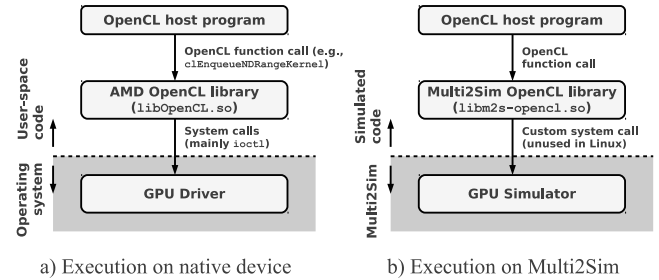 OpenCL host program
OpenCL function call (e.g.,
clEnqueueNDRangeKernel)
AMD OpenCL library
(libOpenCL.so)
System calls
(mainly ioctl)
GPU Driver
User-space
code
Operating
system
a) Execution on native device
OpenCL host program
OpenCL
function call
Multi2Sim OpenCL library
(libm2s-opencl.so)
Custom system call
(unused in Linux)
GPU Simulator
Simulated
code
Multi2Sim
b) Execution on Multi2Sim